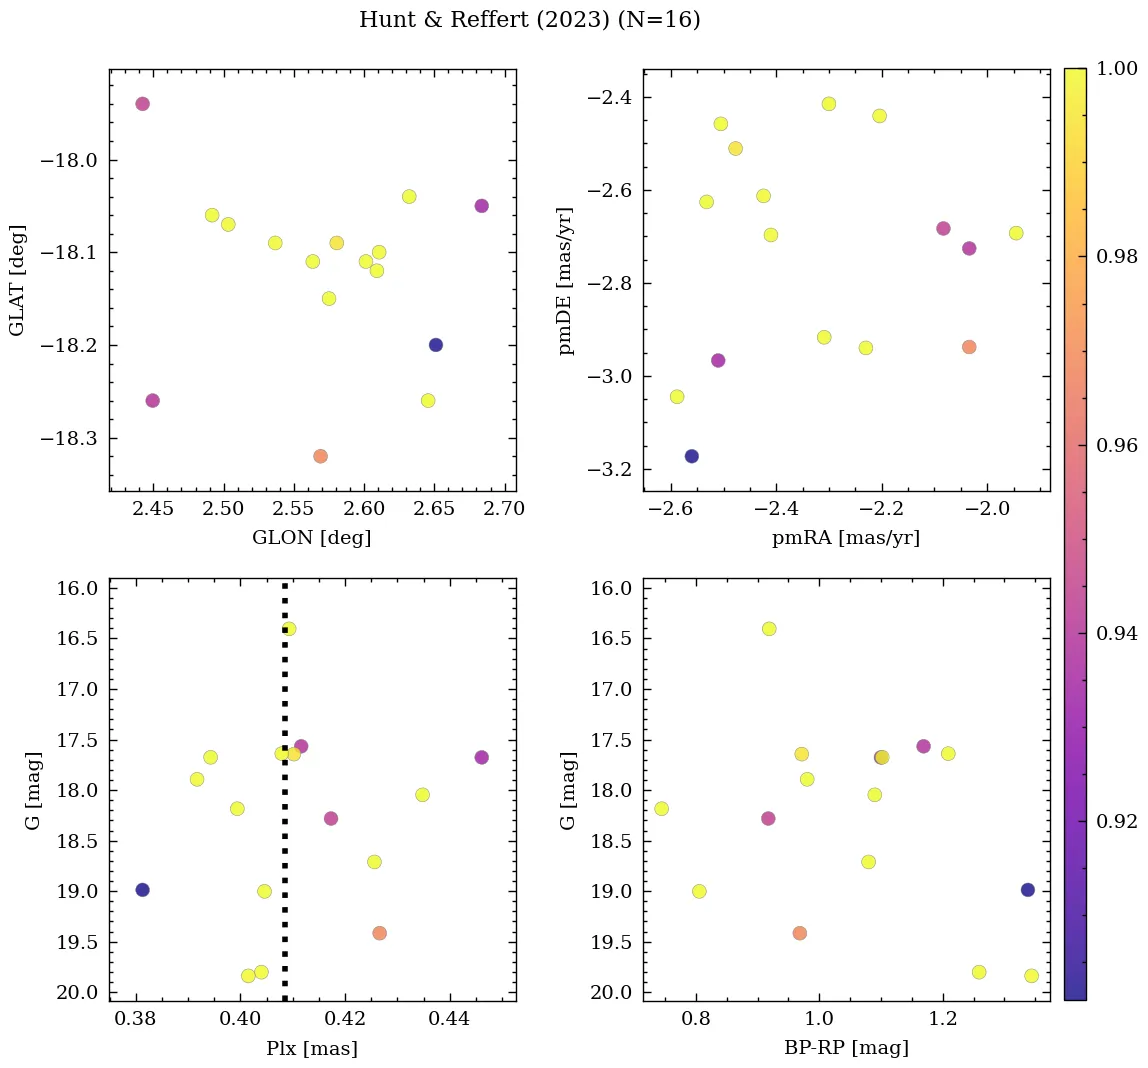 Hunt & Reffert (2023) (N=16)
−18.0
−18.1
−18.2
−18.3
GLAT [deg]
2.45 2.50 2.55 2.60 2.65 2.70
GLON [deg]
−2.4
−2.6
−2.8
−3.0
−3.2
pmDE [mas/yr]
−2.6 −2.4 −2.2 −2.0
pmRA [mas/yr]
1.00
0.98
0.96
0.94
0.92
16.0
16.5
17.0
17.5
18.0
18.5
19.0
19.5
20.0
G [mag]
0.38 0.40 0.42 0.44
Plx [mas]
16.0
16.5
17.0
17.5
18.0
18.5
19.0
19.5
20.0
G [mag]
0.8 1.0 1.2
BP-RP [mag]